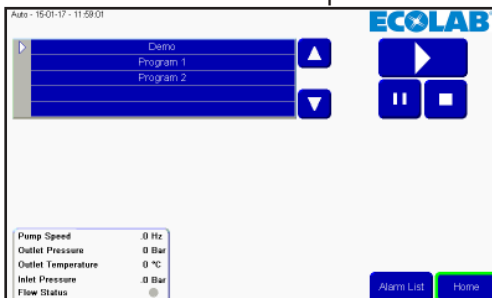 Auto - 15-01-17 - 11:59:01
ECOLAB
Demo
Program 1
Program 2
Pump Speed .0 Hz
Outlet Pressure 0 Bar
Outlet Temperature 0 °C
Inlet Pressure .0 Bar
Flow Status
Alarm List
Home